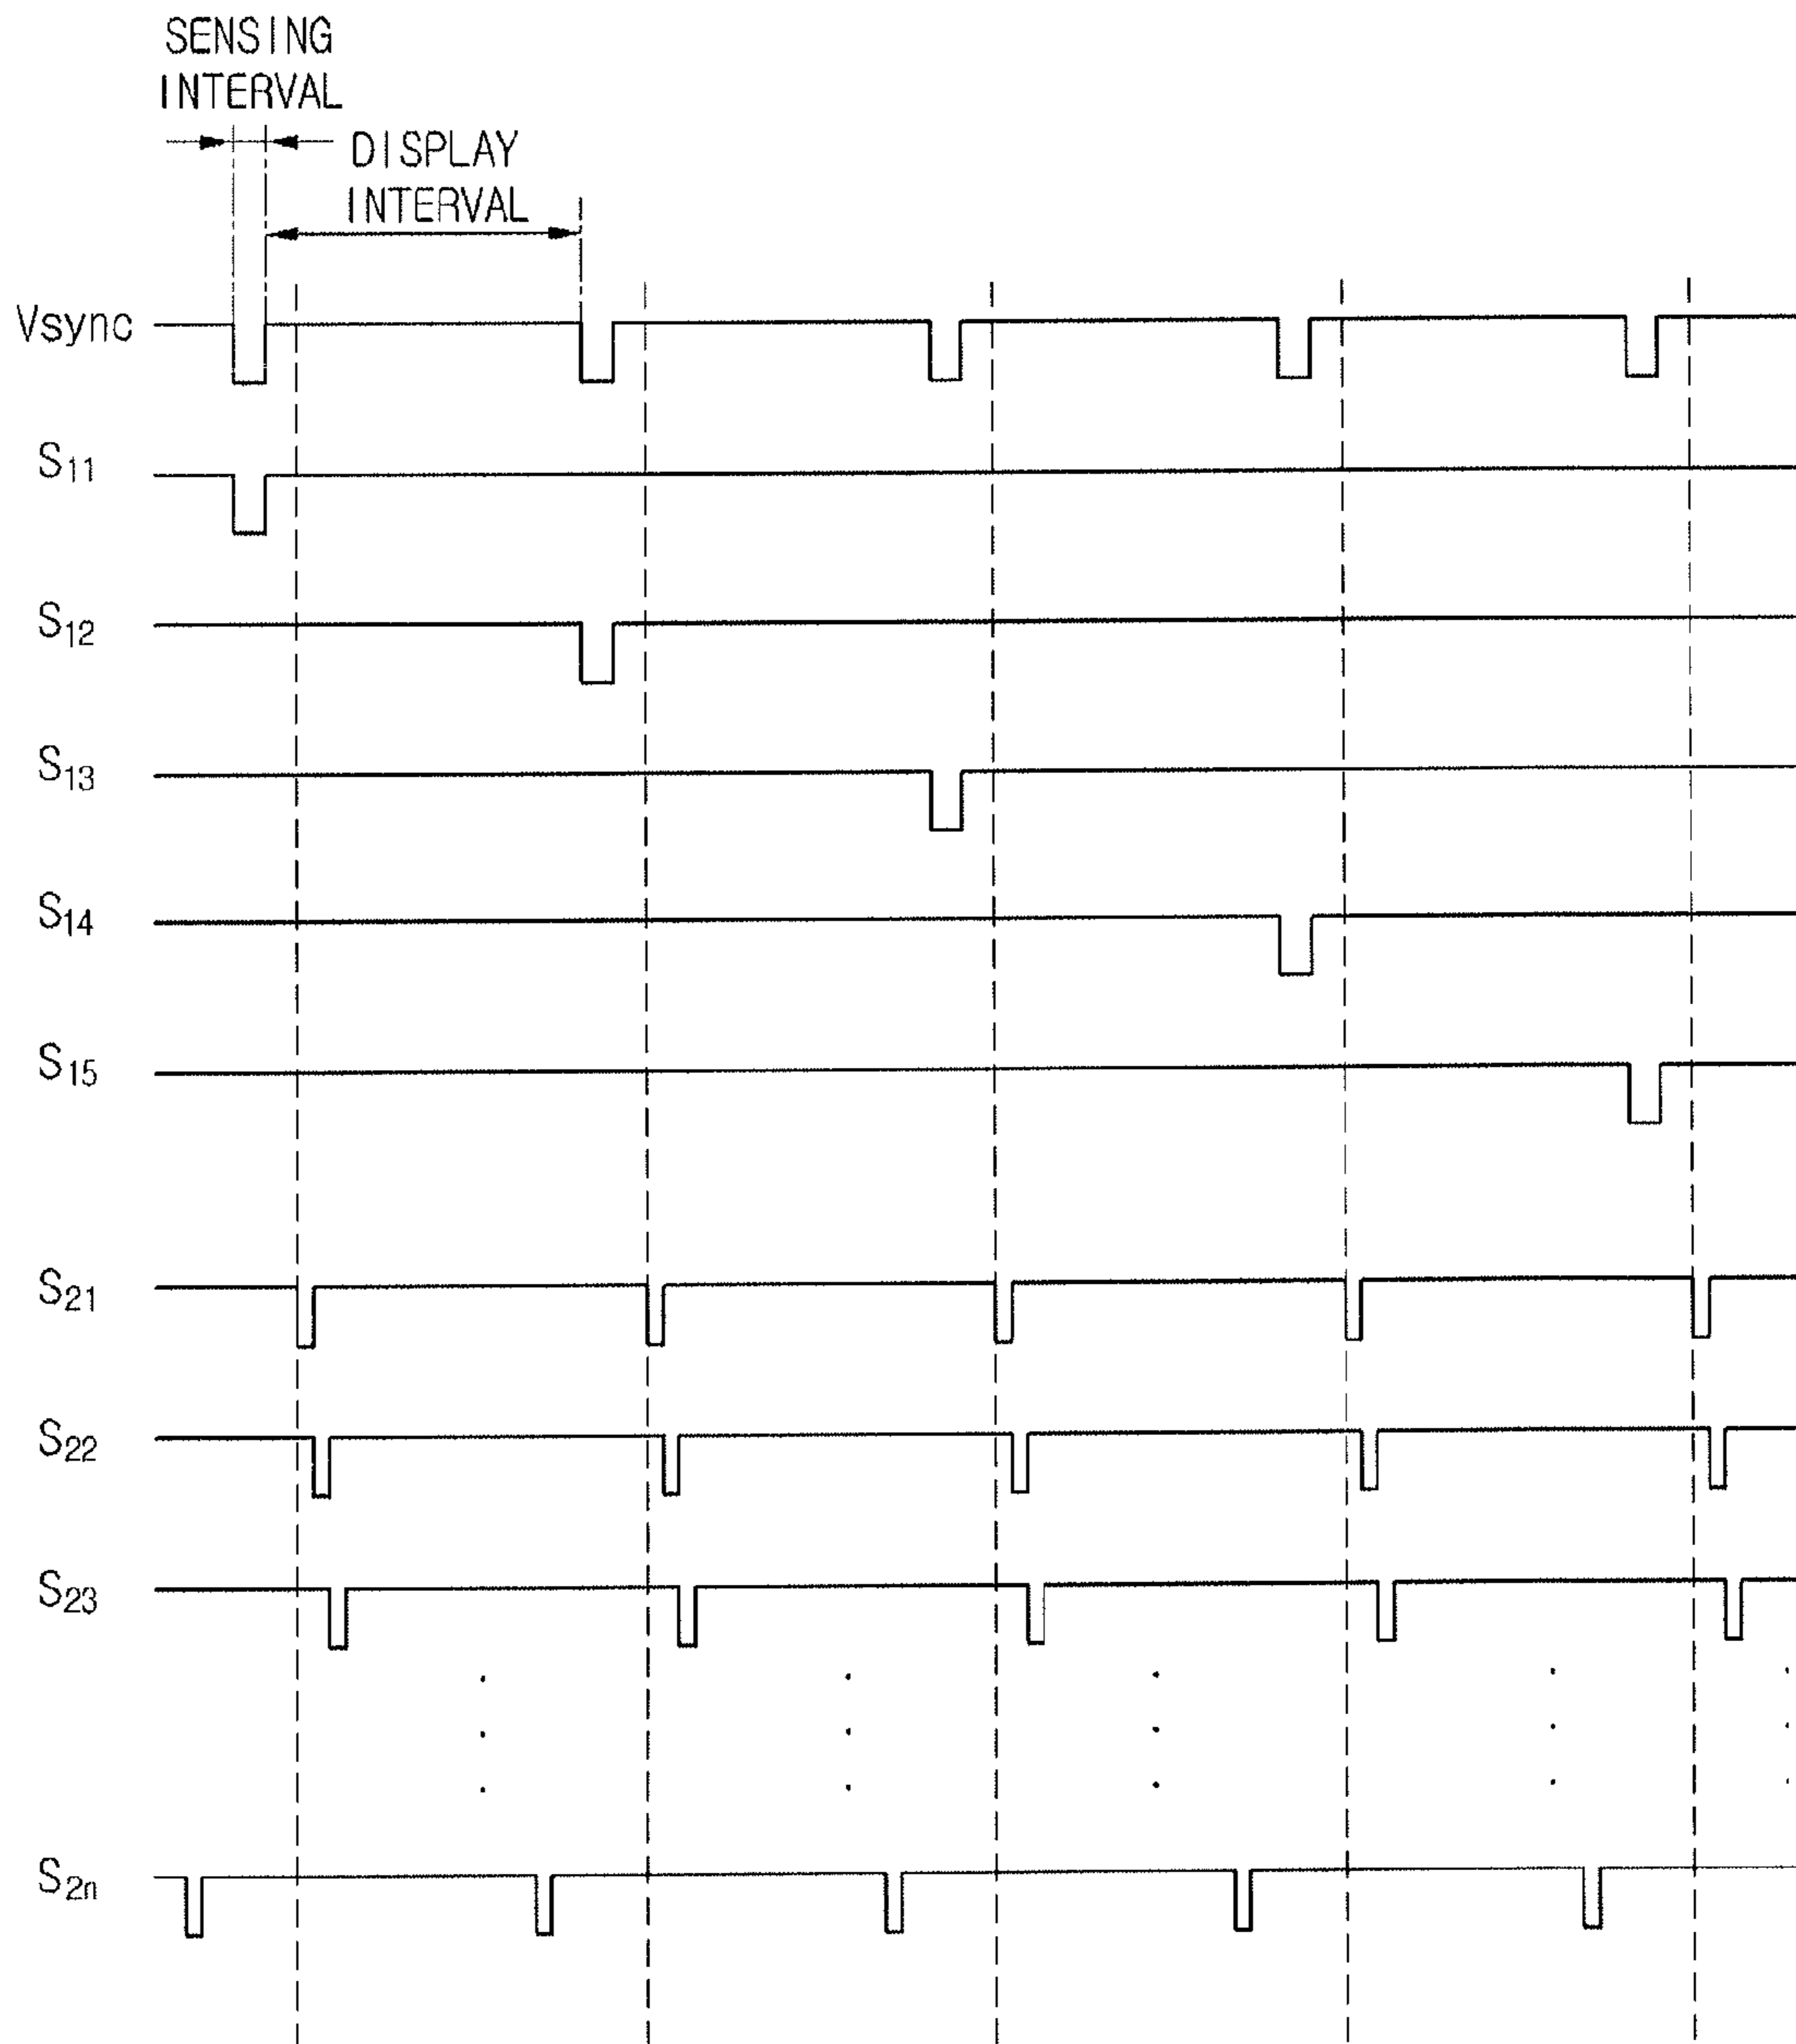 SENSING
INTERVAL
DISPLAY
INTERVAL
Vsync
S11
S12
S13
S14
S15
S21
S22
S23
S2n